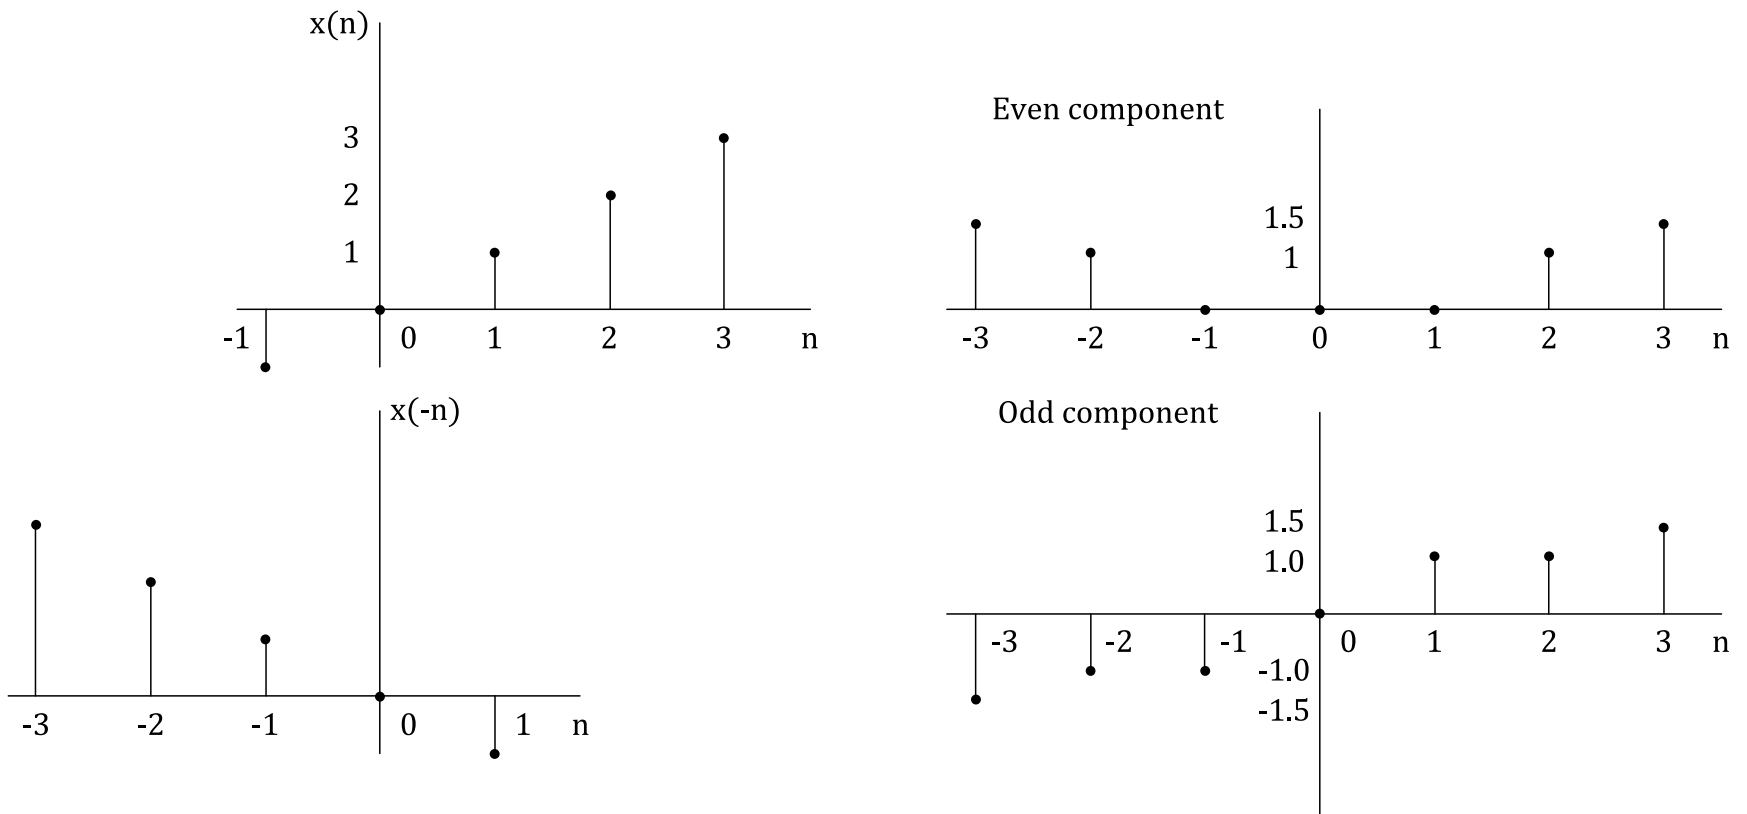 x(n)
3
2
1
-1 0 1 2 3 n
x(-n)
-3 -2 -1 0 1 n
Even component
1.5
1
-3 -2 -1 0 1 2 3 n
Odd component
1.5
1.0
-3 -2 -1 0 1 2 3 n
-1.0
-1.5